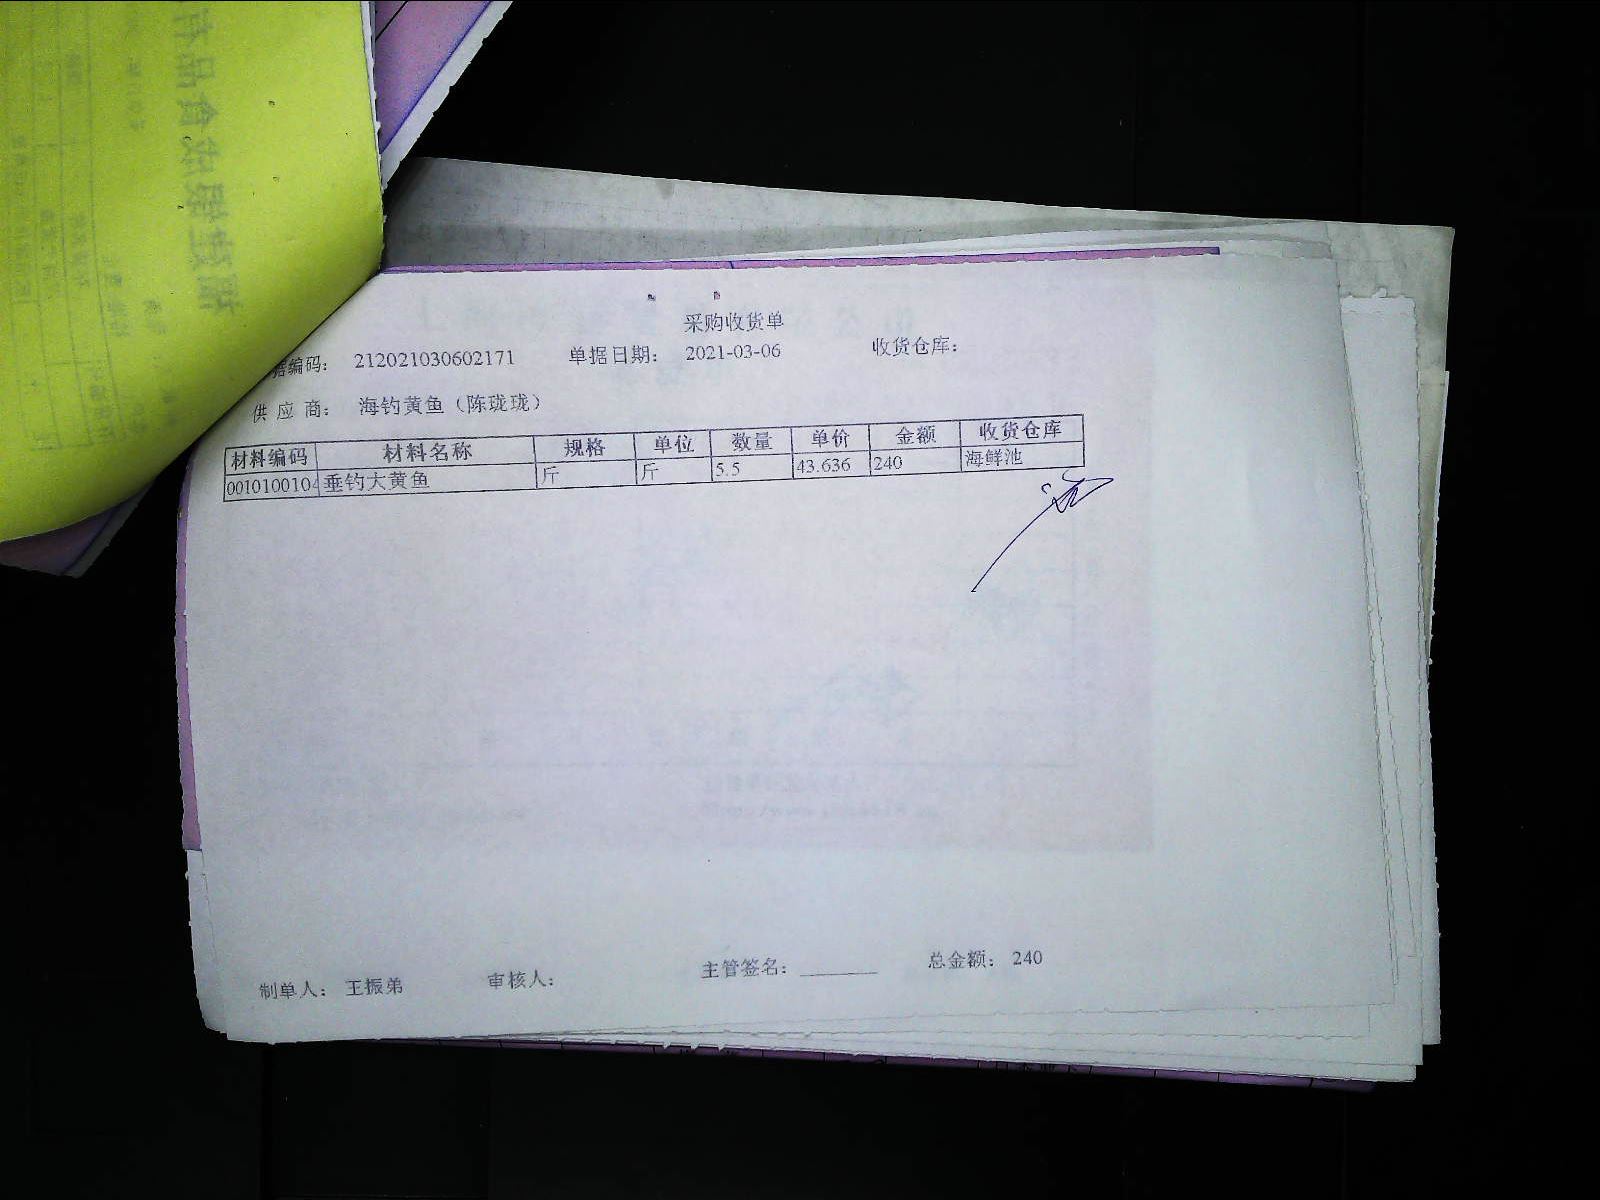 采购收货单
据编码： 212021030602171 单据日期： 2021-03-06 收货仓库：
供 应 商： 海钓黄鱼（陈珑珑）
材料编码 材料名称 规格 单位 数量 单价 金额 收货仓库
0010100104 垂钓大黄鱼 斤 斤 5.5 43.636 240 海鲜池
制单人： 王振弟 审核人： 主管签名：______ 总金额： 240